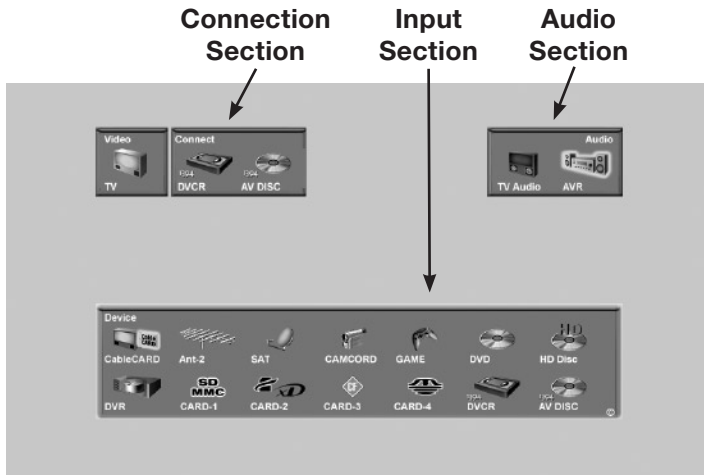 Connection Section
Input Section
Audio Section
Video
TV
Connect
1394
DVCR
1394
AV DISC
Audio
TV Audio
AVR
Device
CableCARD
Ant-2
SAT
CAMCORD
GAME
DVD
HD
HD Disc
DVR
SD
MMC
CARD-1
xD
CARD-2
CF
CARD-3
CARD-4
1394
DVCR
1394
AV DISC
©